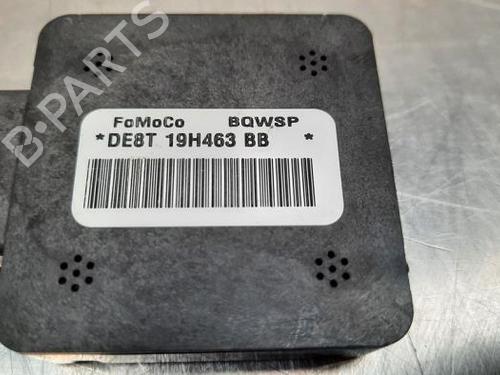 FoMoCo BQWSP
*DE8T 19H463 BB *
B-PARTS